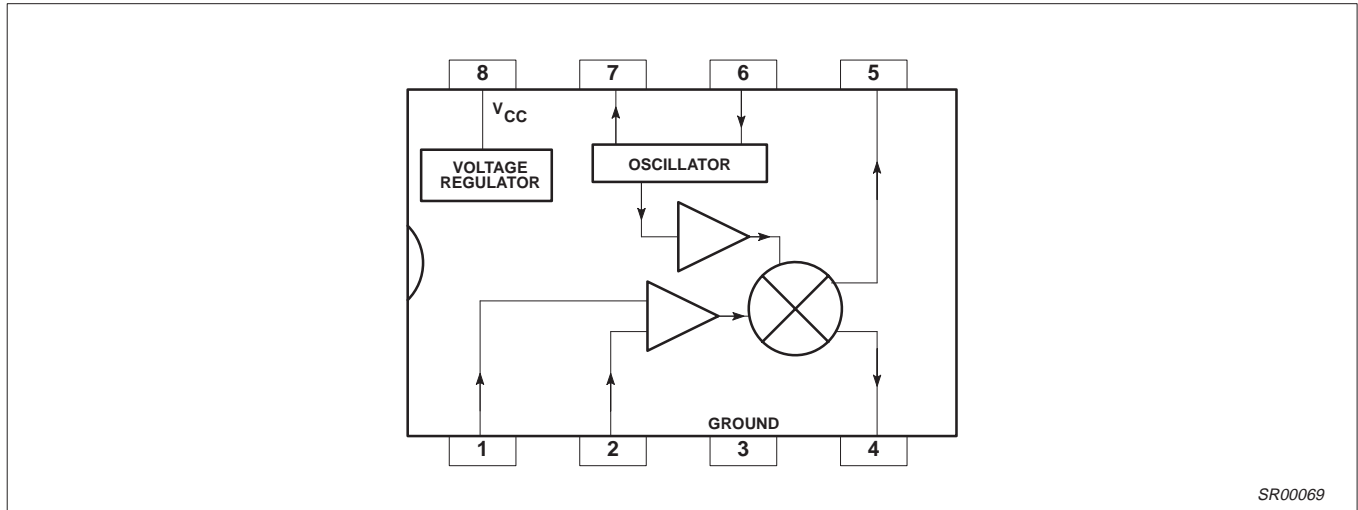 8 7 6 5
VCC
VOLTAGE
REGULATOR
OSCILLATOR
GROUND
1 2 3 4
SR00069